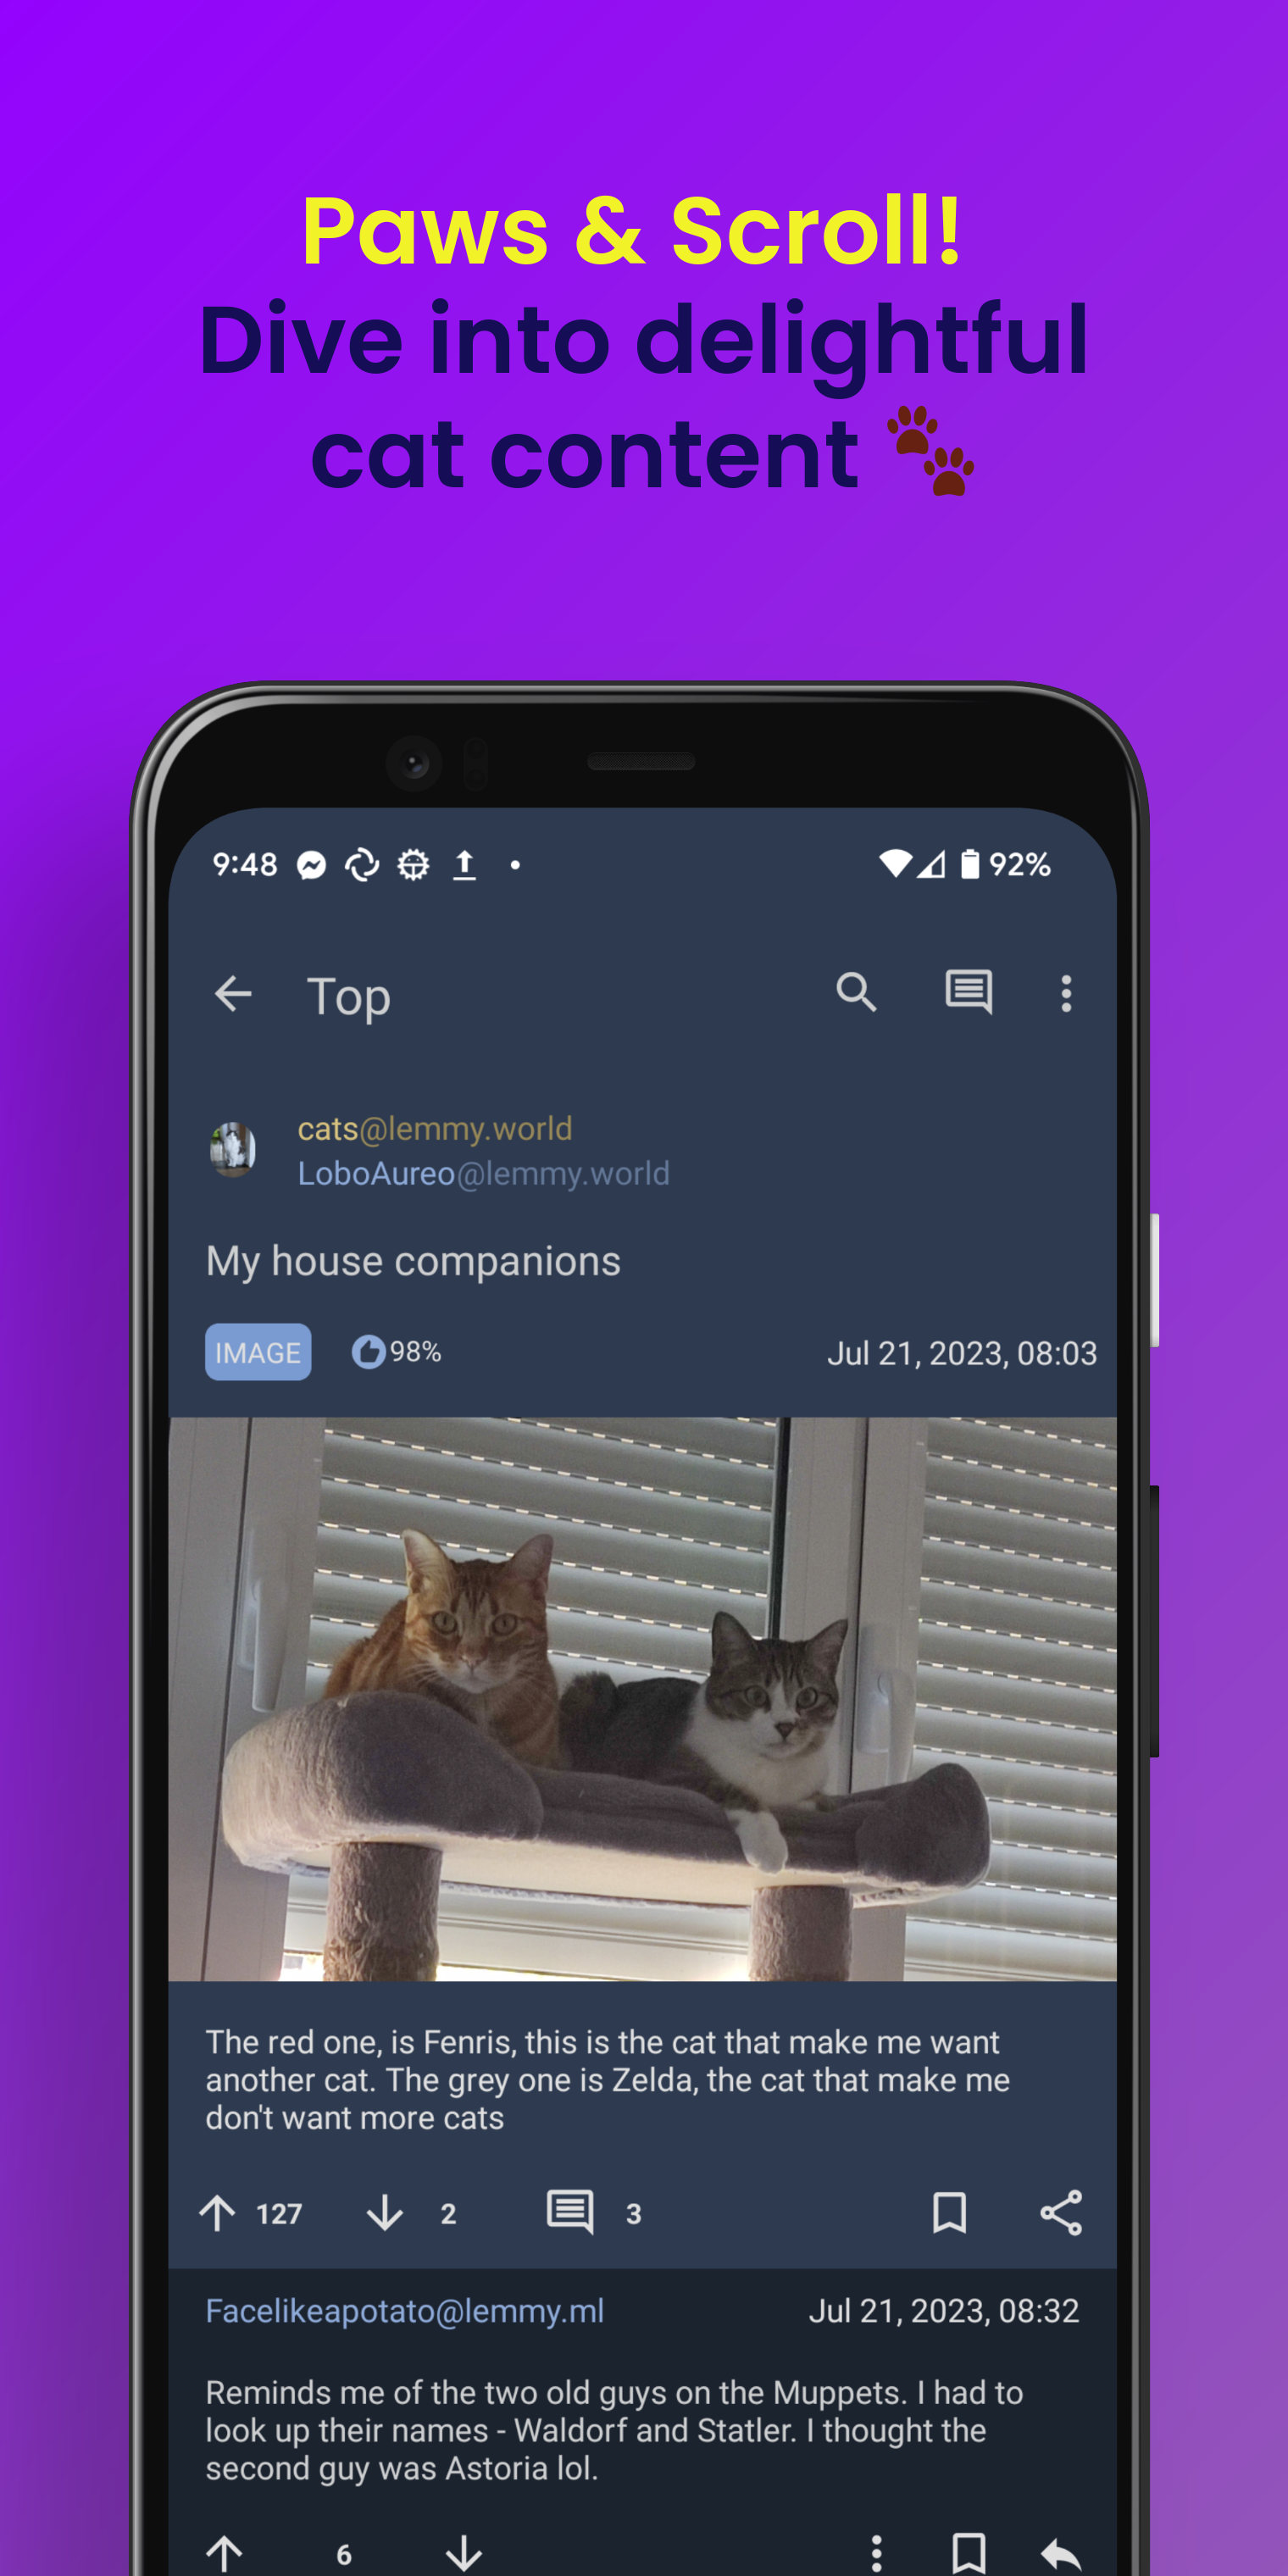 Paws & Scroll!
Dive into delightful
cat content 🐾
9:48
92%
Top
cats@lemmy.world
LoboAureo@lemmy.world
My house companions
IMAGE 98% Jul 21, 2023, 08:03
The red one, is Fenris, this is the cat that make me want
another cat. The grey one is Zelda, the cat that make me
don't want more cats
127 2 3
Facelikeapotato@lemmy.ml Jul 21, 2023, 08:32
Reminds me of the two old guys on the Muppets. I had to
look up their names - Waldorf and Statler. I thought the
second guy was Astoria lol.
6